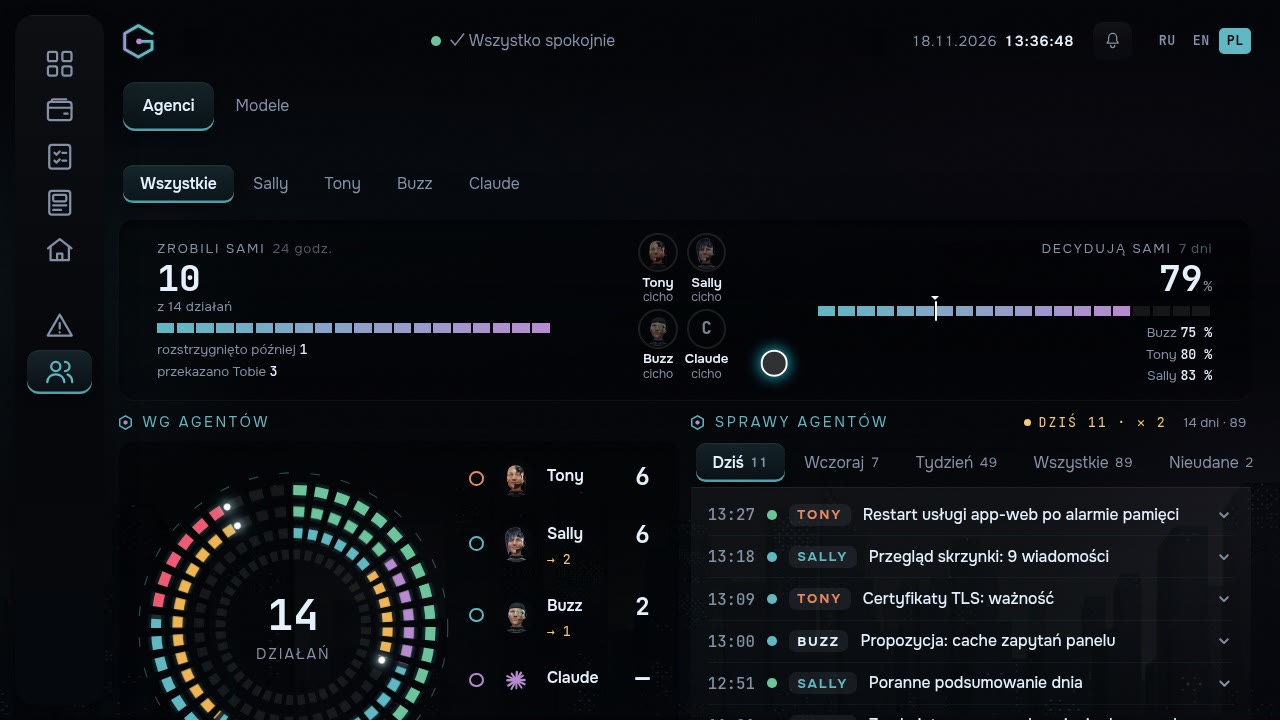 ✓ Wszystko spokojnie
18.11.2026 13:36:48
RU EN PL
Agenci Modele
Wszystkie Sally Tony Buzz Claude
ZROBILI SAMI 24 godz.
10
z 14 działań
rozstrzygnięto później 1
przekazano Tobie 3
Tony Sally
cicho cicho
C
Buzz Claude
cicho cicho
DECYDUJĄ SAMI 7 dni
79%
Buzz 75 %
Tony 80 %
Sally 83 %
WG AGENTÓW
14
DZIAŁAŃ
Tony 6
Sally 6
→ 2
Buzz 2
→ 1
Claude —
SPRAWY AGENTÓW
DZIŚ 11 · × 2 14 dni · 89
Dziś 11 Wczoraj 7 Tydzień 49 Wszystkie 89 Nieudane 2
13:27 TONY Restart usługi app-web po alarmie pamięci
13:18 SALLY Przegląd skrzynki: 9 wiadomości
13:09 TONY Certyfikaty TLS: ważność
13:00 BUZZ Propozycja: cache zapytań panelu
12:51 SALLY Poranne podsumowanie dnia